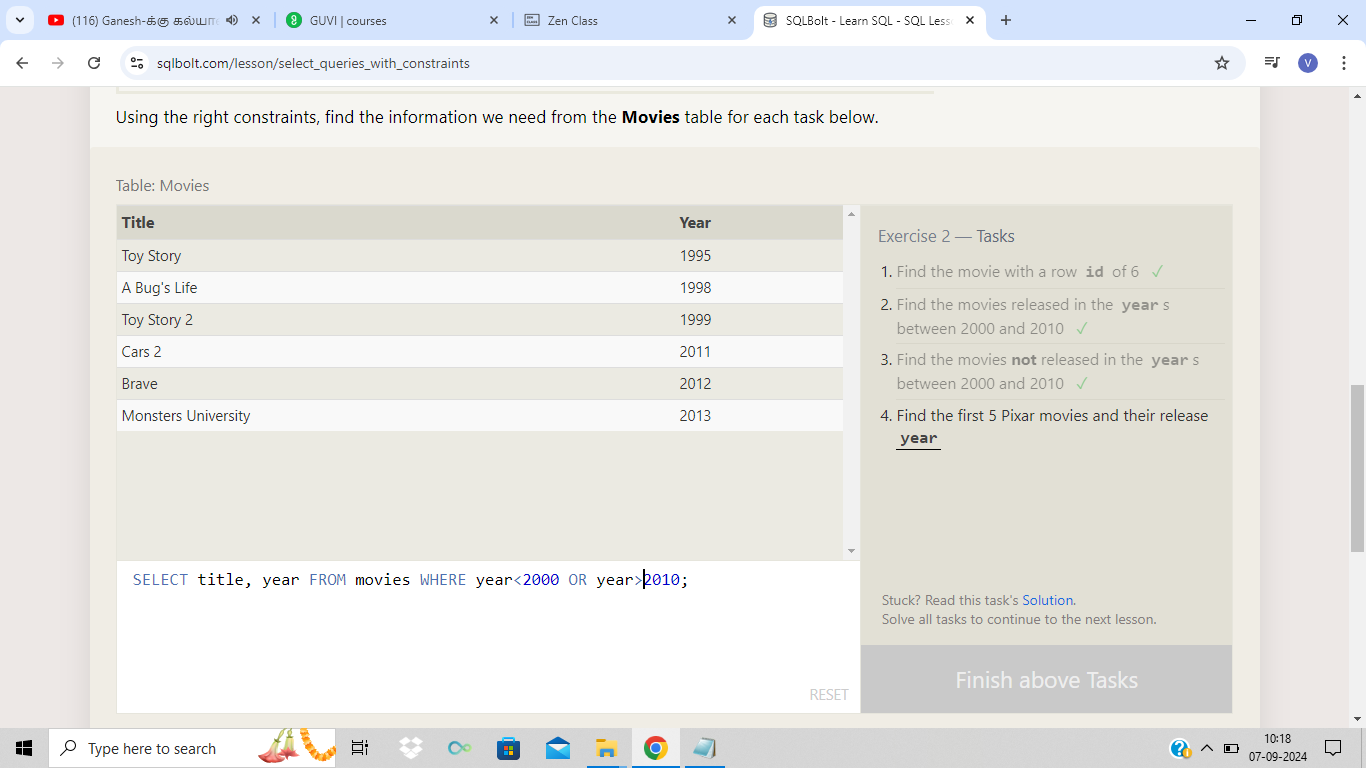 (116) Ganesh-க்கு கல்யா
GUVI | courses
Zen Class
SQLBolt - Learn SQL - SQL Less
sqlbolt.com/lesson/select_queries_with_constraints
V
Using the right constraints, find the information we need from the Movies table for each task below.
Table: Movies
Title Year
Toy Story 1995
A Bug's Life 1998
Toy Story 2 1999
Cars 2 2011
Brave 2012
Monsters University 2013
Exercise 2 — Tasks
1. Find the movie with a row id of 6 ✓
2. Find the movies released in the year s
between 2000 and 2010 ✓
3. Find the movies not released in the year s
between 2000 and 2010 ✓
4. Find the first 5 Pixar movies and their release
year
SELECT title, year FROM movies WHERE year<2000 OR year>2010;
RESET
Stuck? Read this task's Solution.
Solve all tasks to continue to the next lesson.
Finish above Tasks
Type here to search
10:18
07-09-2024